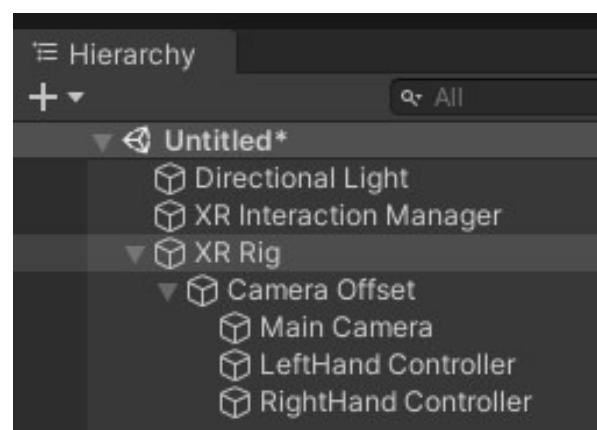 Hierarchy
All
Untitled*
Directional Light
XR Interaction Manager
XR Rig
Camera Offset
Main Camera
LeftHand Controller
RightHand Controller